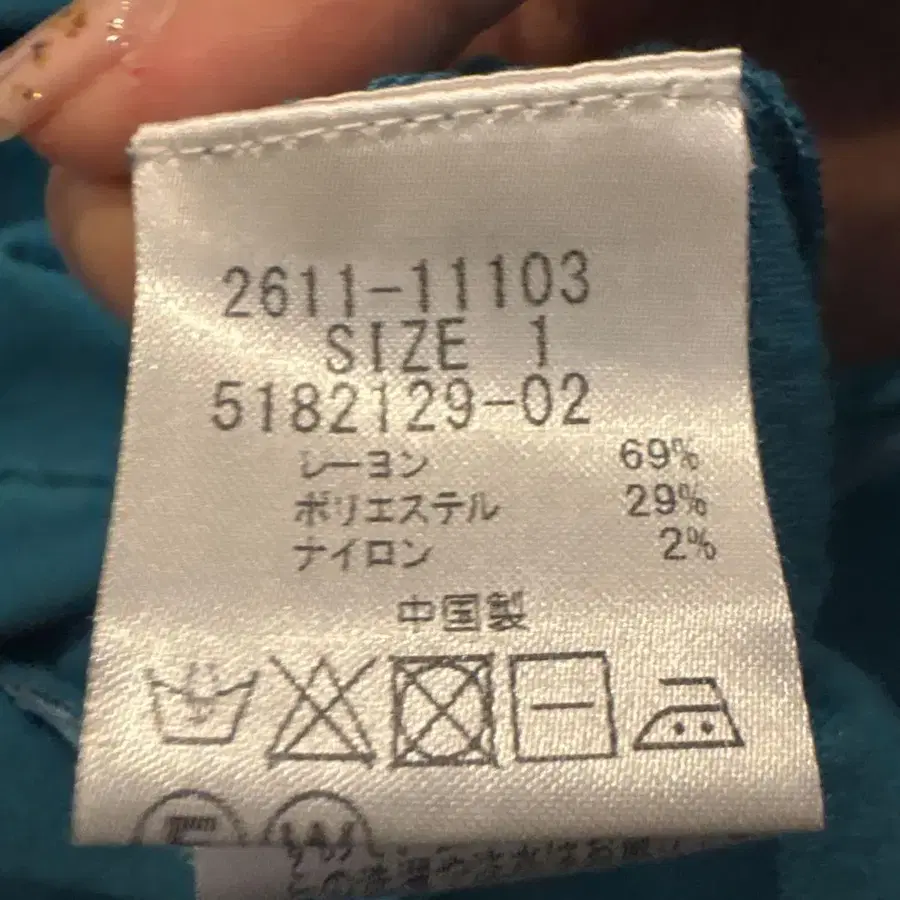 2611-11103
SIZE 1
5182129-02
レーヨン 69%
ポリエステル 29%
ナイロン 2%
中国製